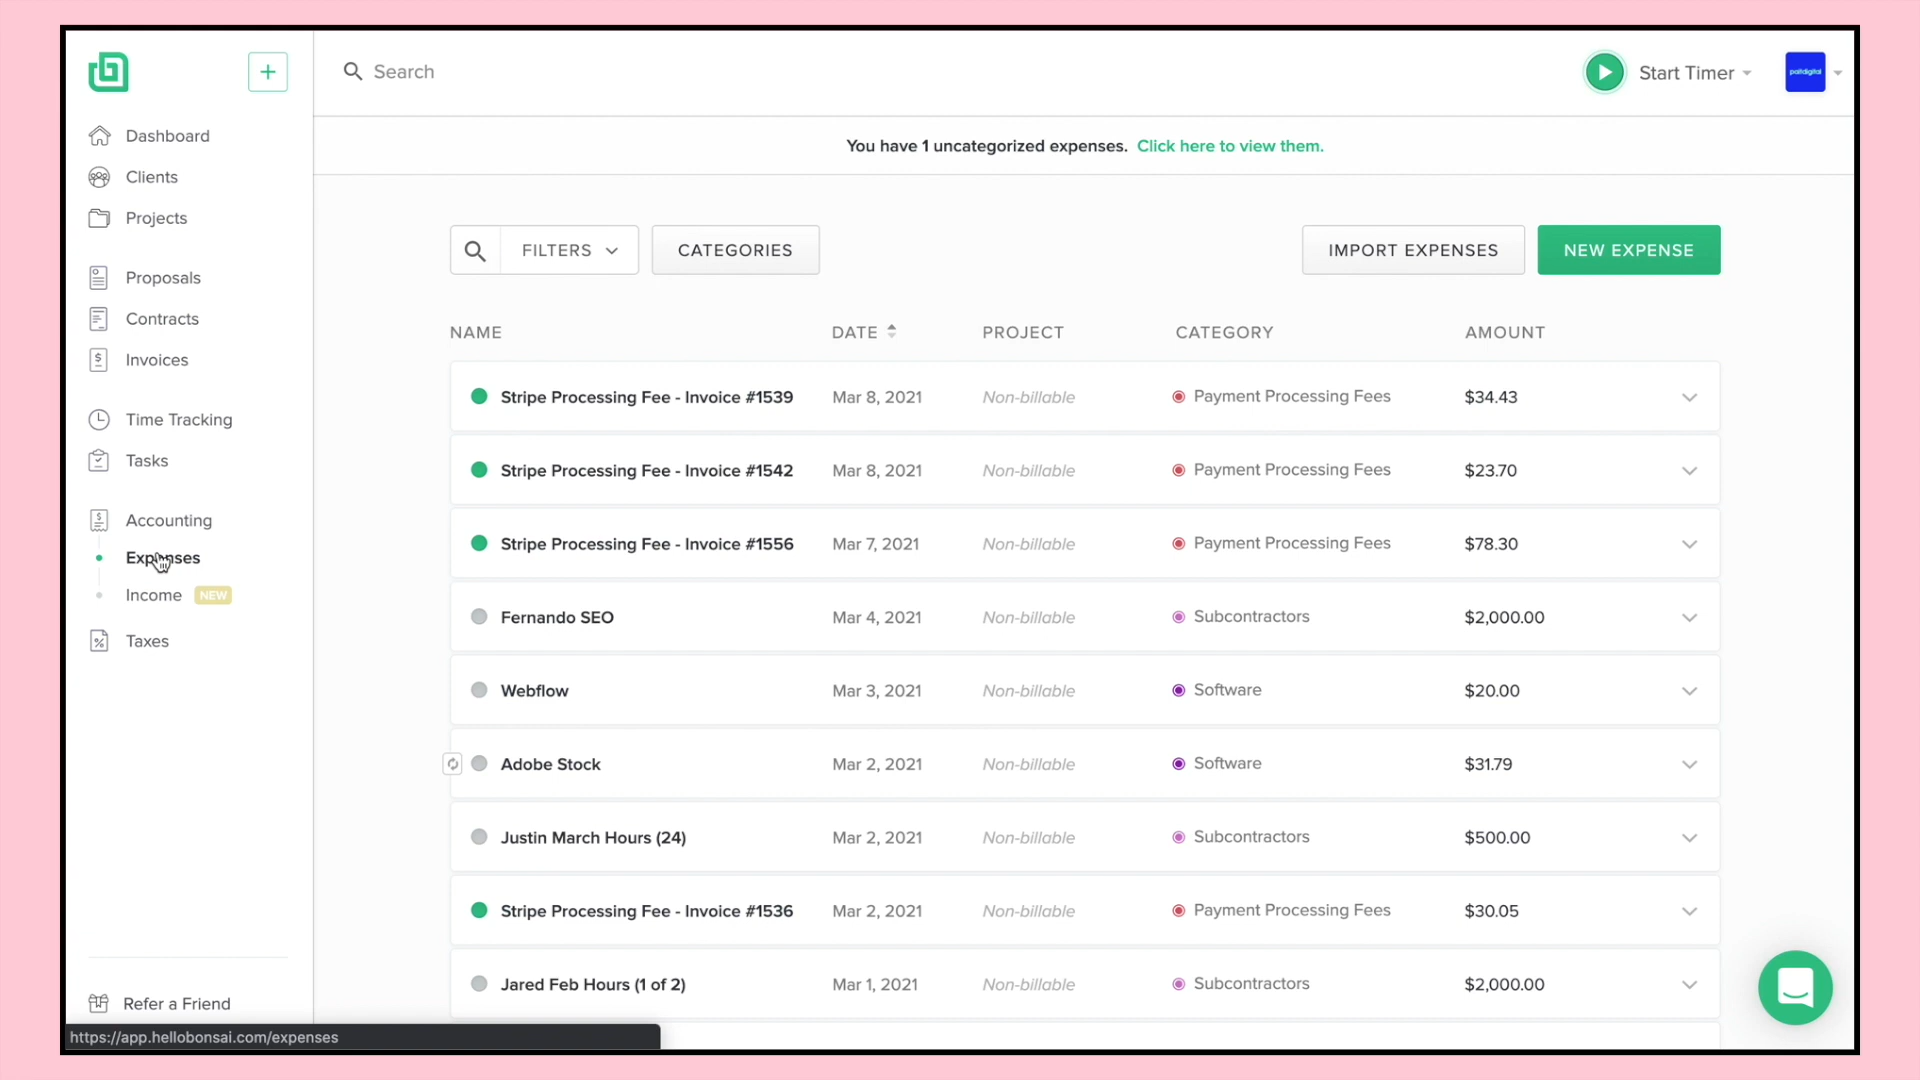 Search
Start Timer
paitdigital
Dashboard
Clients
Projects
Proposals
Contracts
Invoices
Time Tracking
Tasks
Accounting
Expenses
Income NEW
Taxes
Refer a Friend
https://app.hellobonsai.com/expenses
You have 1 uncategorized expenses. Click here to view them.
FILTERS CATEGORIES IMPORT EXPENSES NEW EXPENSE
NAME DATE PROJECT CATEGORY AMOUNT
Stripe Processing Fee - Invoice #1539 Mar 8, 2021 Non-billable Payment Processing Fees $34.43
Stripe Processing Fee - Invoice #1542 Mar 8, 2021 Non-billable Payment Processing Fees $23.70
Stripe Processing Fee - Invoice #1556 Mar 7, 2021 Non-billable Payment Processing Fees $78.30
Fernando SEO Mar 4, 2021 Non-billable Subcontractors $2,000.00
Webflow Mar 3, 2021 Non-billable Software $20.00
Adobe Stock Mar 2, 2021 Non-billable Software $31.79
Justin March Hours (24) Mar 2, 2021 Non-billable Subcontractors $500.00
Stripe Processing Fee - Invoice #1536 Mar 2, 2021 Non-billable Payment Processing Fees $30.05
Jared Feb Hours (1 of 2) Mar 1, 2021 Non-billable Subcontractors $2,000.00